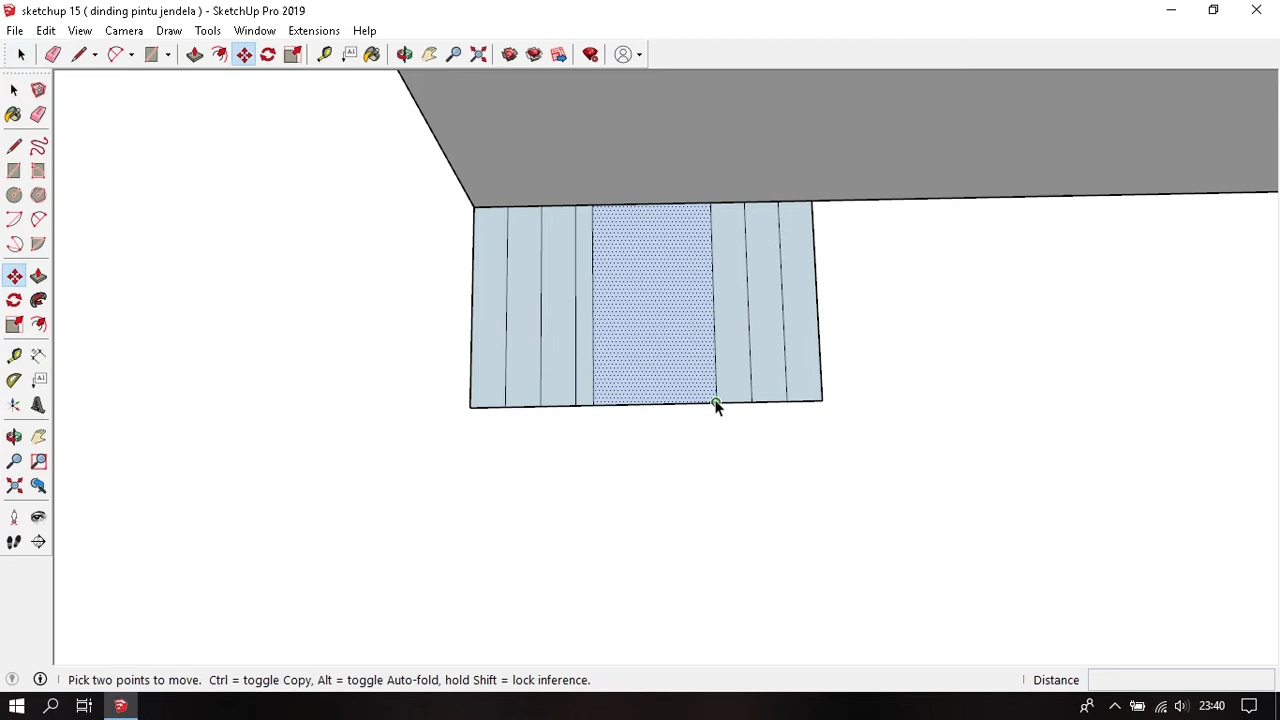 sketchup 15 ( dinding pintu jendela ) - SketchUp Pro 2019
File Edit View Camera Draw Tools Window Extensions Help
Pick two points to move. Ctrl = toggle Copy, Alt = toggle Auto-fold, hold Shift = lock inference.
Distance
23:40